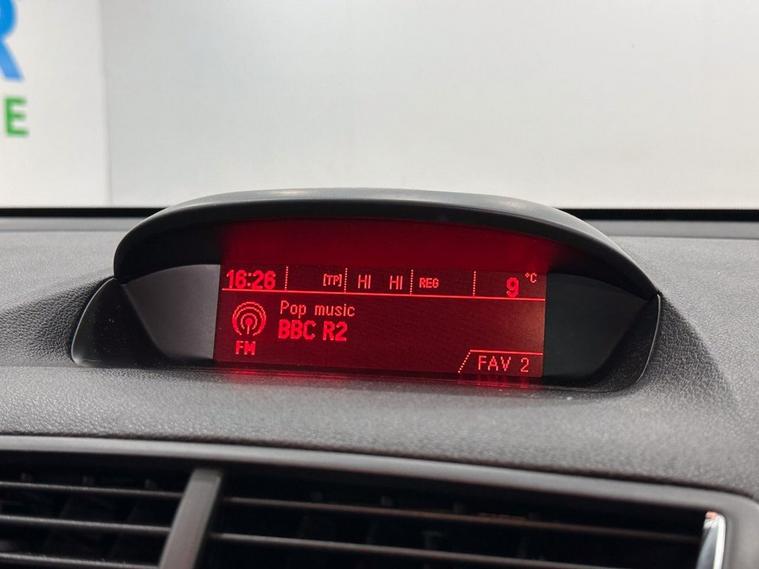 R
E
16:26 [TP] HI HI REG 9 °C
Pop music
BBC R2
FM
FAV 2